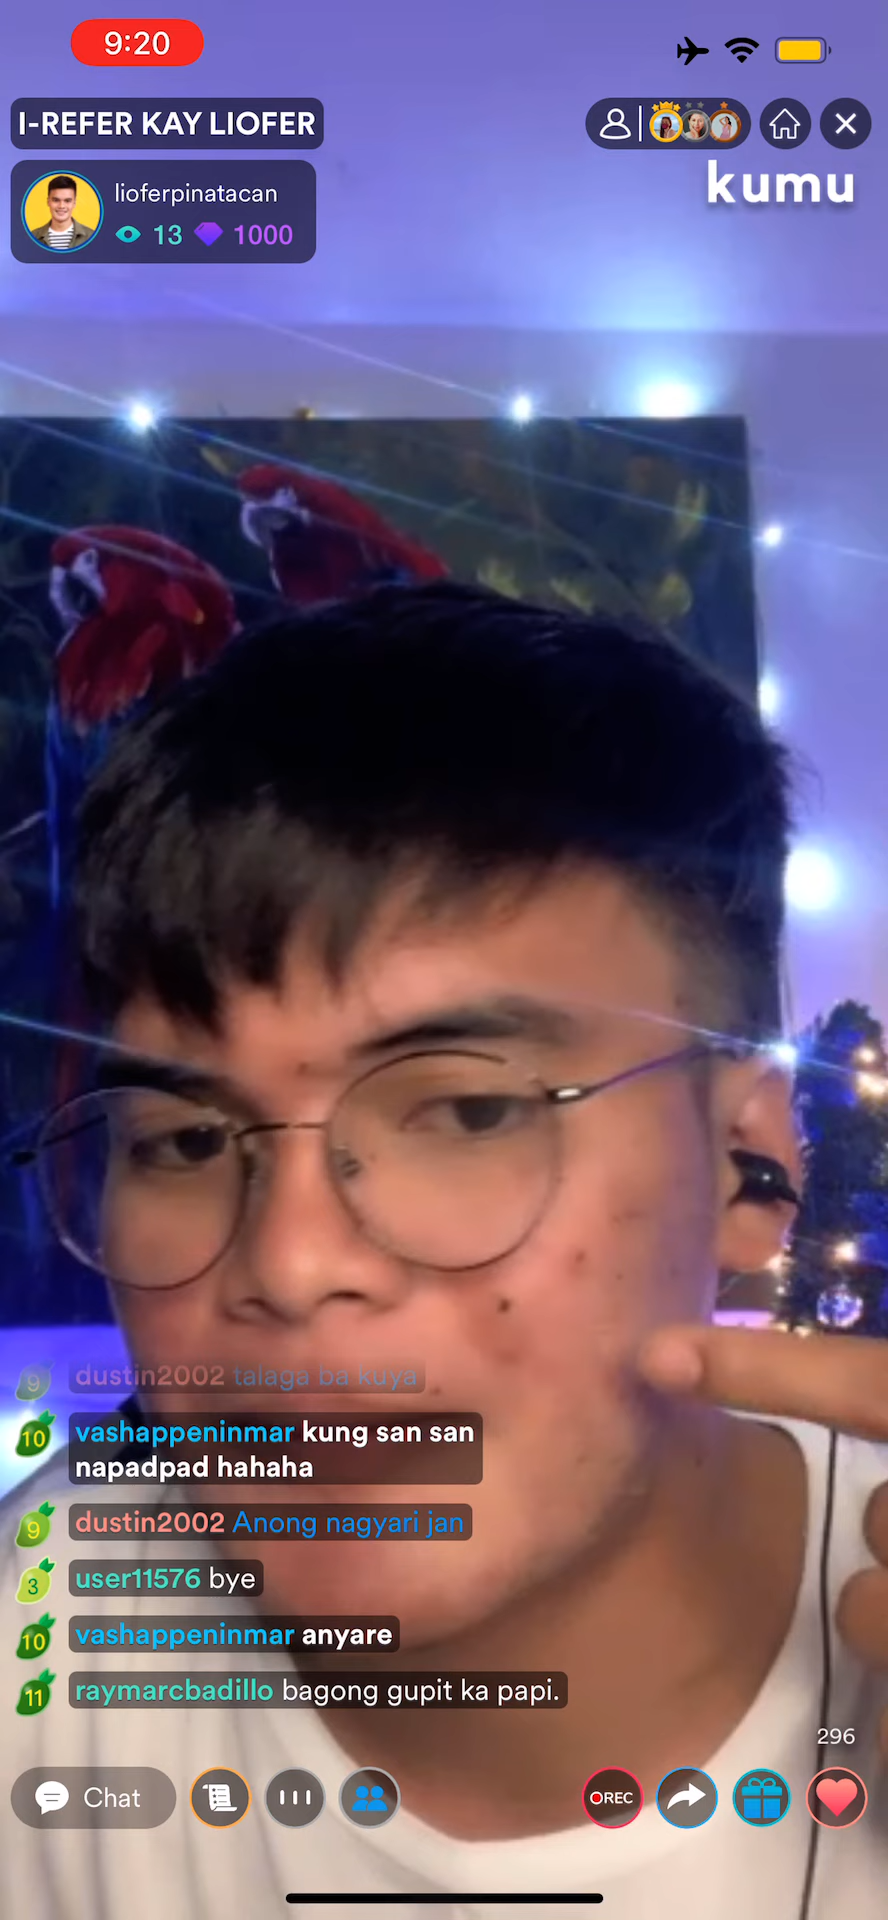 9:20
I-REFER KAY LIOFER
kumu
lioferpinatacan
13 1000
9 dustin2002 talaga ba kuya
10 vashappeninmar kung san san
napadpad hahaha
9 dustin2002 Anong nagyari jan
3 user11576 bye
10 vashappeninmar anyare
11 raymarcbadillo bagong gupit ka papi.
296
Chat
REC